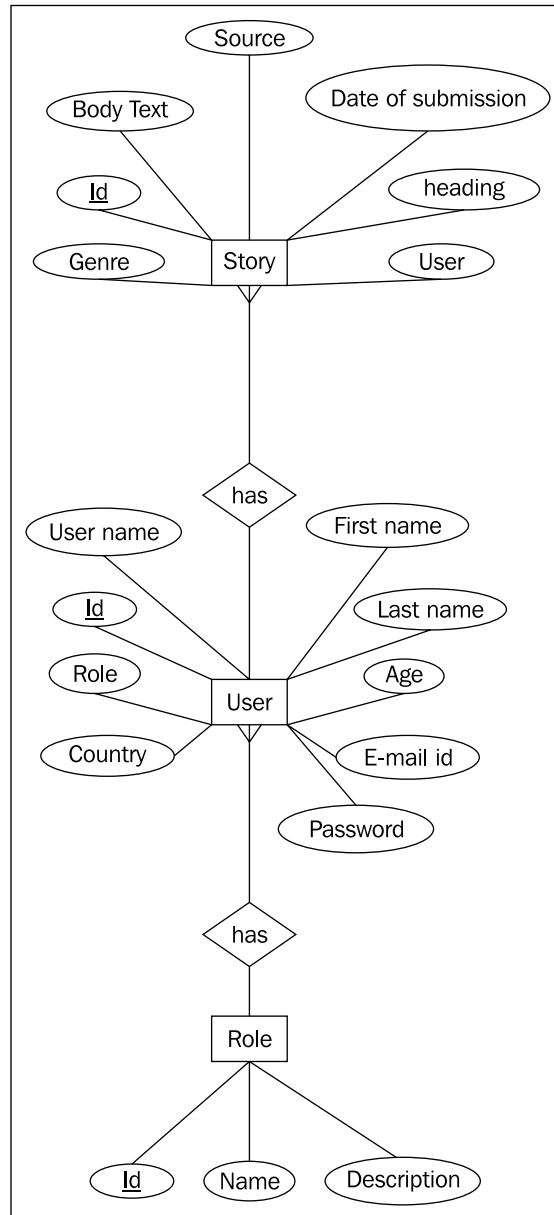 Source
Body Text
Date of submission
Id
heading
Genre
Story
User
has
User name
First name
Id
Last name
Role
User
Age
Country
E-mail id
Password
has
Role
Id
Name
Description